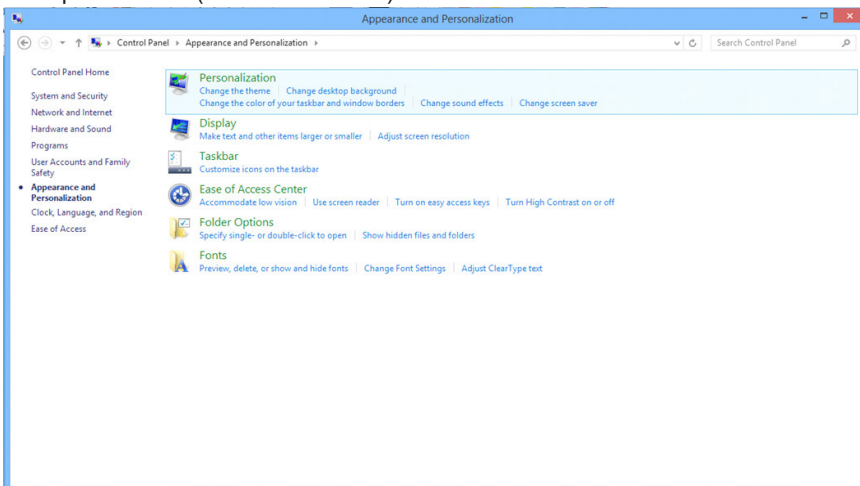 Appearance and Personalization
Control Panel Appearance and Personalization
Search Control Panel
Control Panel Home
System and Security
Network and Internet
Hardware and Sound
Programs
User Accounts and Family
Safety
Appearance and
Personalization
Clock, Language, and Region
Ease of Access
Personalization
Change the theme Change desktop background
Change the color of your taskbar and window borders Change sound effects Change screen saver
Display
Make text and other items larger or smaller Adjust screen resolution
Taskbar
Customize icons on the taskbar
Ease of Access Center
Accommodate low vision Use screen reader Turn on easy access keys Turn High Contrast on or off
Folder Options
Specify single- or double-click to open Show hidden files and folders
Fonts
Preview, delete, or show and hide fonts Change Font Settings Adjust ClearType text